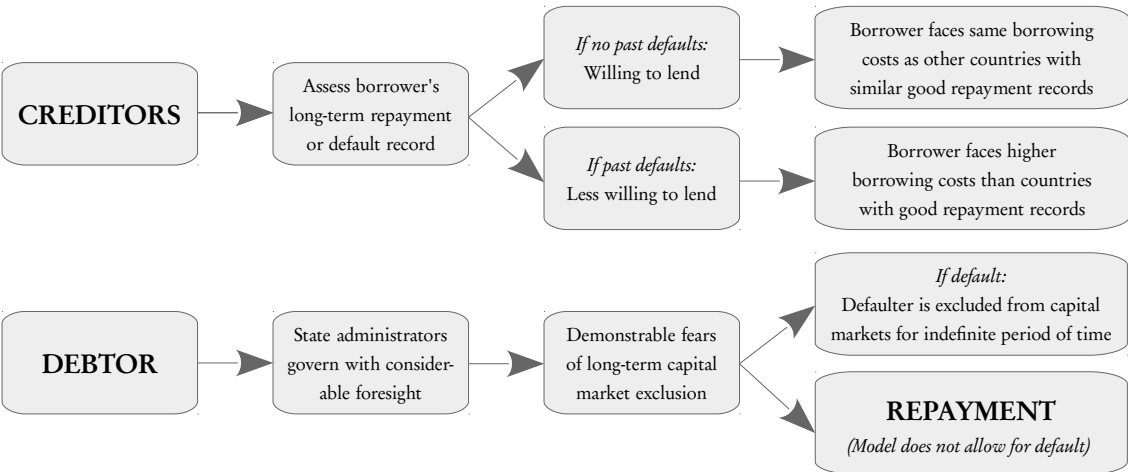 CREDITORS
Assess borrower's
long-term repayment
or default record
If no past defaults:
Willing to lend
Borrower faces same borrowing
costs as other countries with
similar good repayment records
If past defaults:
Less willing to lend
Borrower faces higher
borrowing costs than countries
with good repayment records
DEBTOR
State administrators
govern with consider-
able foresight
Demonstrable fears
of long-term capital
market exclusion
If default:
Defaulter is excluded from capital
markets for indefinite period of time
REPAYMENT
(Model does not allow for default)